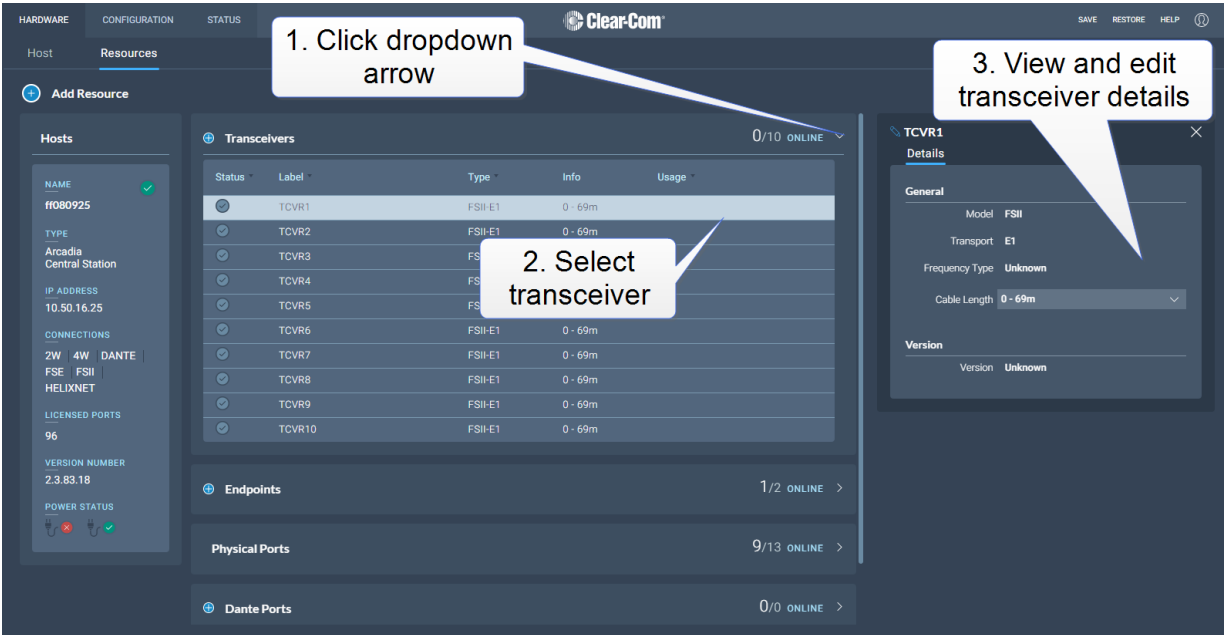 HARDWARE CONFIGURATION STATUS Clear-Com SAVE RESTORE HELP
Host Resources
1. Click dropdown
arrow
3. View and edit
transceiver details
Add Resource
Hosts
NAME
ff080925
TYPE
Arcadia
Central Station
IP ADDRESS
10.50.16.25
CONNECTIONS
2W 4W DANTE
FSE FSII
HELIXNET
LICENSED PORTS
96
VERSION NUMBER
2.3.83.18
POWER STATUS
Transceivers 0/10 ONLINE
Status Label Type Info Usage
TCVR1 FSII-E1 0 - 69m
TCVR2 FSII-E1 0 - 69m
TCVR3 FS
TCVR4 FS
TCVR5 FS
TCVR6 FSII-E1 0 - 69m
TCVR7 FSII-E1 0 - 69m
TCVR8 FSII-E1 0 - 69m
TCVR9 FSII-E1 0 - 69m
TCVR10 FSII-E1 0 - 69m
2. Select
transceiver
Endpoints 1/2 ONLINE
Physical Ports 9/13 ONLINE
Dante Ports 0/0 ONLINE
TCVR1
Details
General
Model FSII
Transport E1
Frequency Type Unknown
Cable Length 0 - 69m
Version
Version Unknown